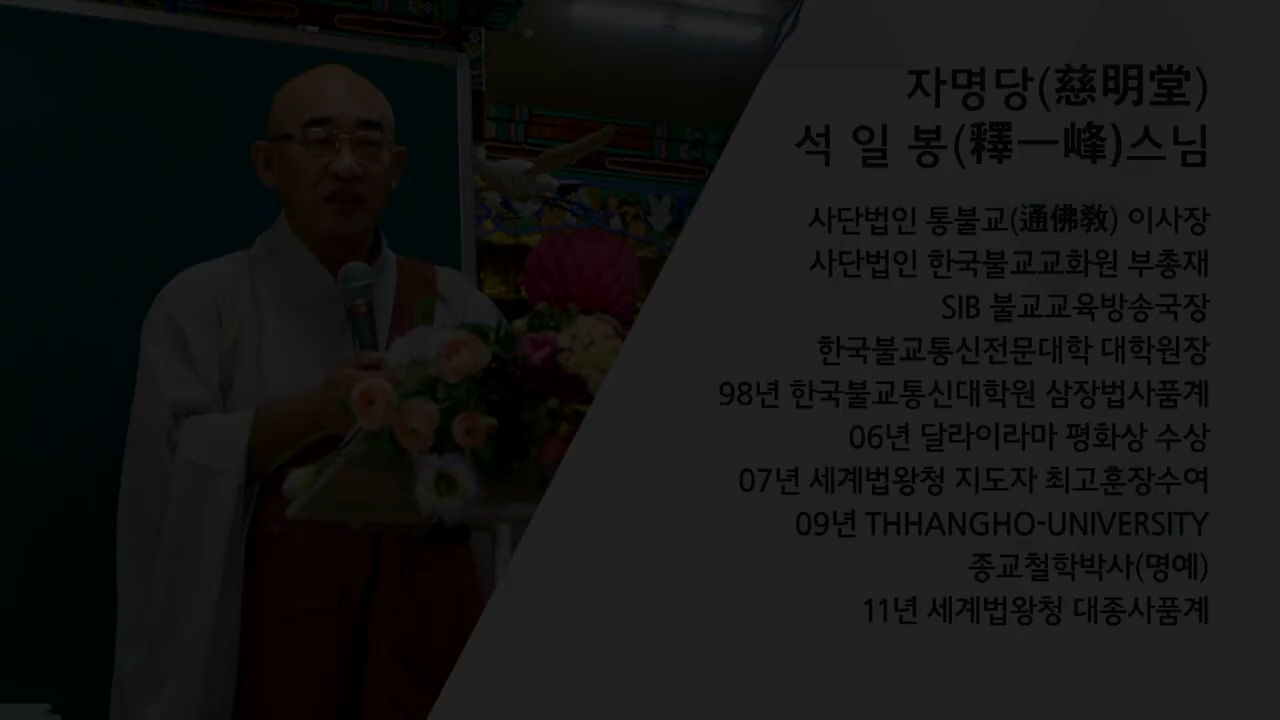 자명당(慈明堂)
석 일 봉(釋一峰)스님
사단법인 통불교(通佛敎) 이사장
사단법인 한국불교교화원 부총재
SIB 불교교육방송국장
한국불교통신전문대학 대학원장
98년 한국불교통신대학원 삼장법사품계
06년 달라이라마 평화상 수상
07년 세계법왕청 지도자 최고훈장수여
09년 THHANGHO-UNIVERSITY
종교철학박사(명예)
11년 세계법왕청 대종사품계